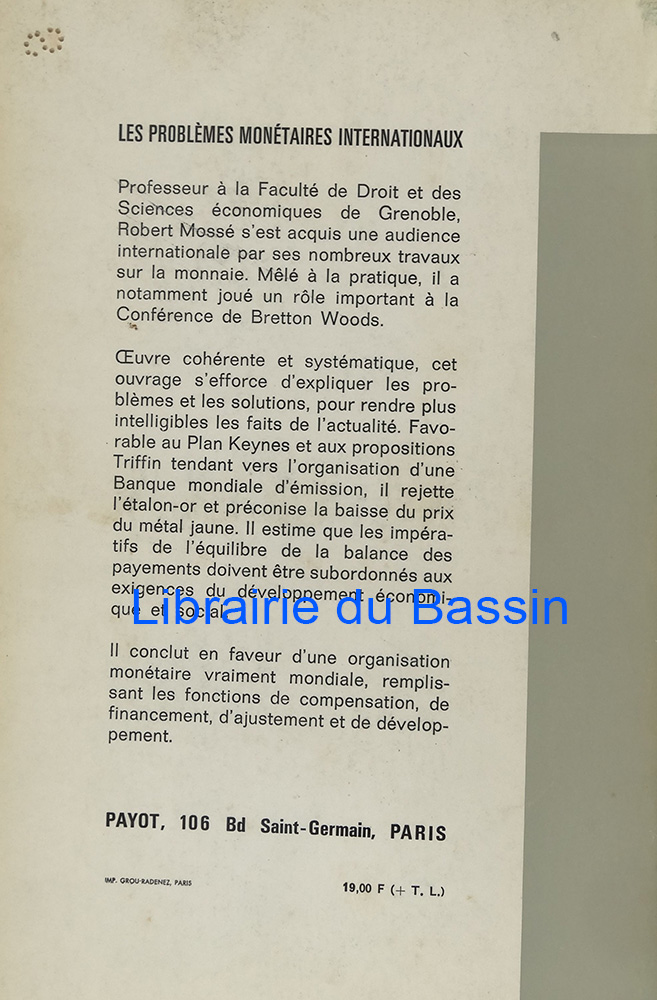 LES PROBLÈMES MONÉTAIRES INTERNATIONAUX
Professeur à la Faculté de Droit et des
Sciences économiques de Grenoble,
Robert Mossé s'est acquis une audience
internationale par ses nombreux travaux
sur la monnaie. Mêlé à la pratique, il a
notamment joué un rôle important à la
Conférence de Bretton Woods.
Œuvre cohérente et systématique, cet
ouvrage s'efforce d'expliquer les pro-
blèmes et les solutions, pour rendre plus
intelligibles les faits de l'actualité. Favo-
rable au Plan Keynes et aux propositions
Triffin tendant vers l'organisation d'une
Banque mondiale d'émission, il rejette
l'étalon-or et préconise la baisse du prix
du métal jaune. Il estime que les impéra-
tifs de l'équilibre de la balance des
payements doivent être subordonnés aux
exigences du développement économi-
que et social.
Librairie du Bassin
Il conclut en faveur d'une organisation
monétaire vraiment mondiale, remplis-
sant les fonctions de compensation, de
financement, d'ajustement et de dévelop-
pement.
PAYOT, 106 Bd Saint-Germain, PARIS
IMP. GROU-RADENEZ, PARIS
19,00 F (+ T. L.)